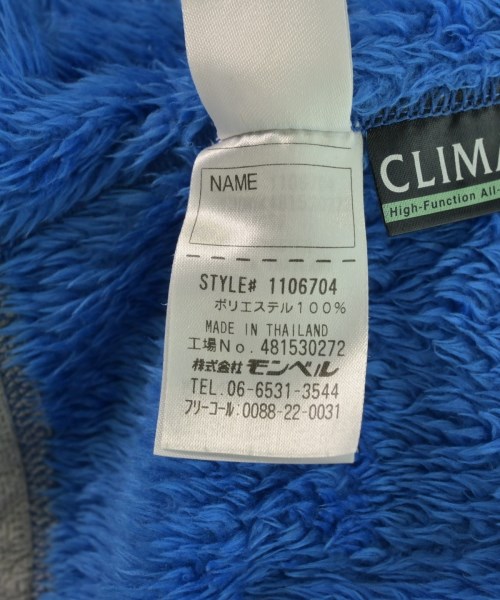 NAME
STYLE# 1106704
ポリエステル100%
MADE IN THAILAND
工場No. 481530272
株式会社 モンベル
TEL. 06-6531-3544
フリーコール: 0088-22-0031
CLIMA
High-Function All-